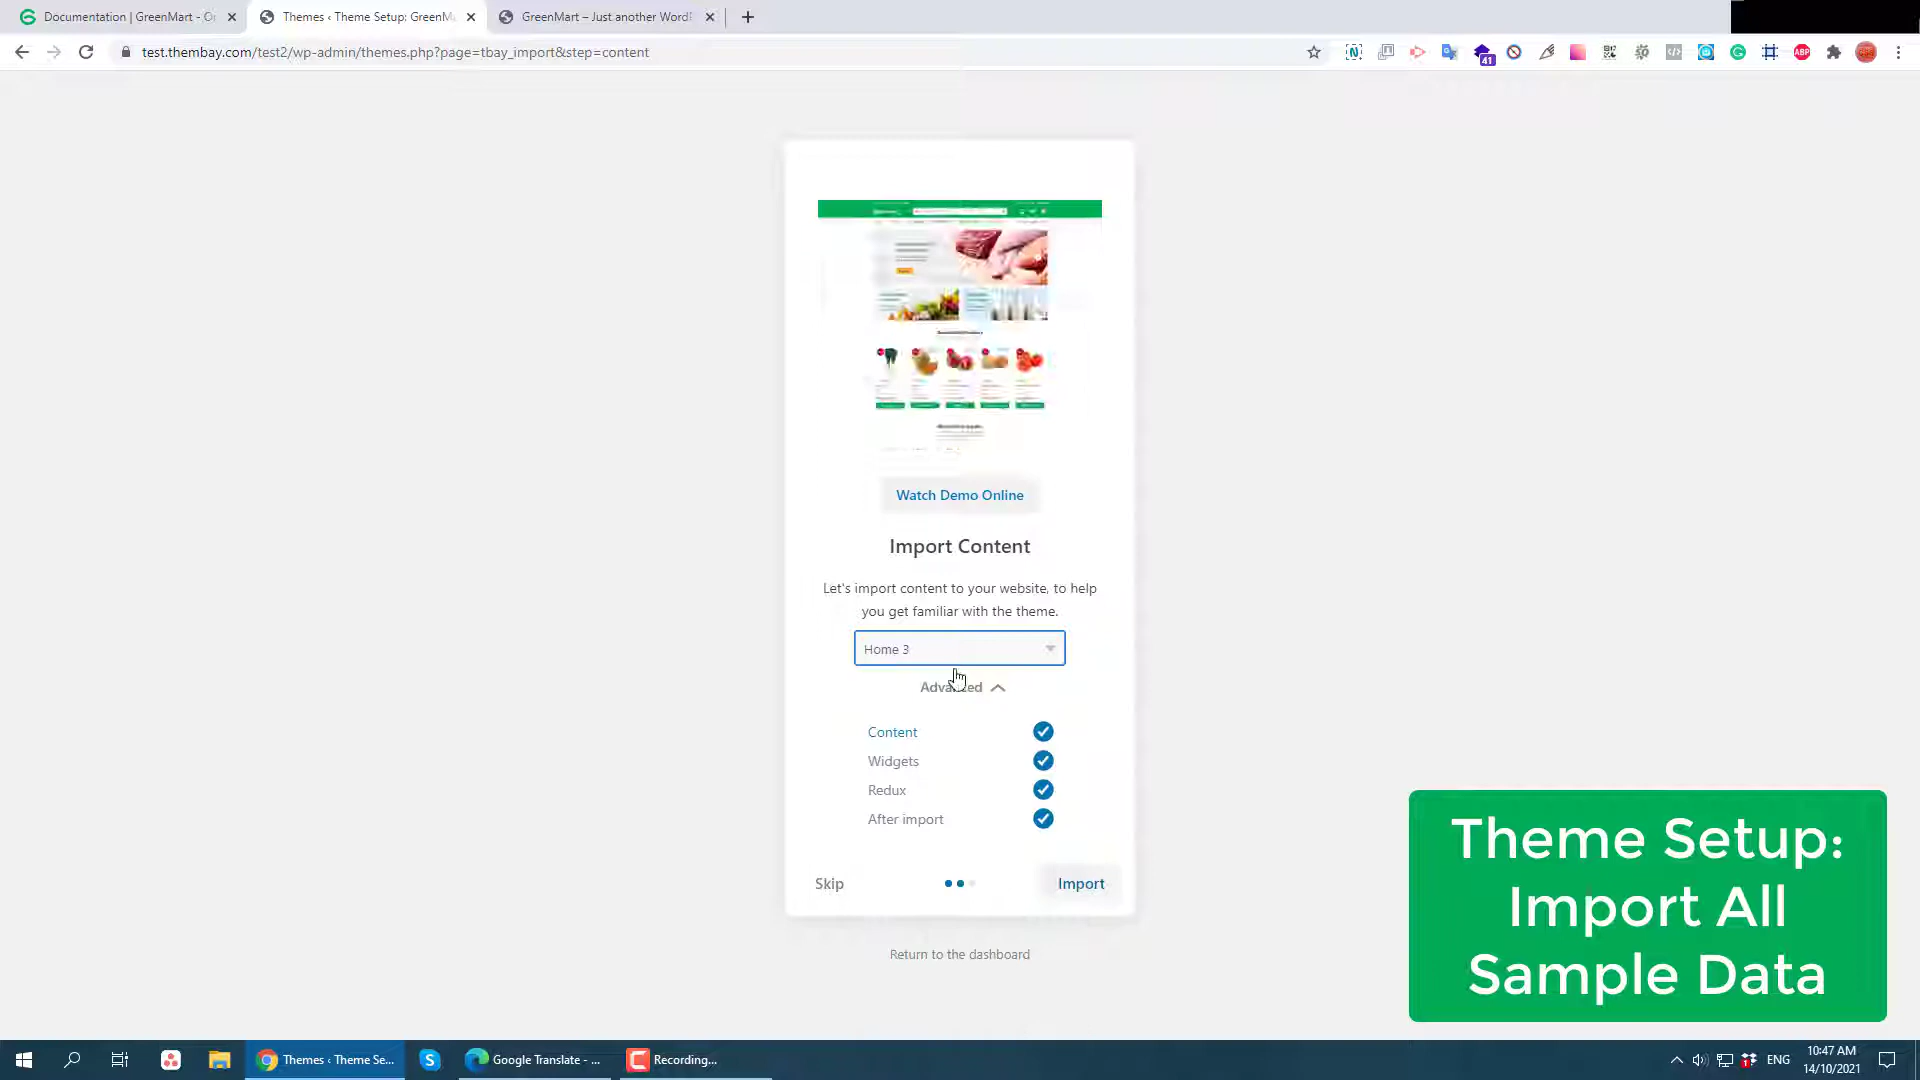 Documentation | GreenMart - O
Themes ‹ Theme Setup: GreenM
GreenMart – Just another Word
test.thembay.com/test2/wp-admin/themes.php?page=tbay_import&step=content
41
ABP
Watch Demo Online
Import Content
Let's import content to your website, to help
you get familiar with the theme.
Home 3
Advanced
Content
Widgets
Redux
After import
Skip
Import
Return to the dashboard
Theme Setup:
Import All
Sample Data
Themes ‹ Theme Se...
Google Translate - ...
Recording...
ENG
10:47 AM
14/10/2021